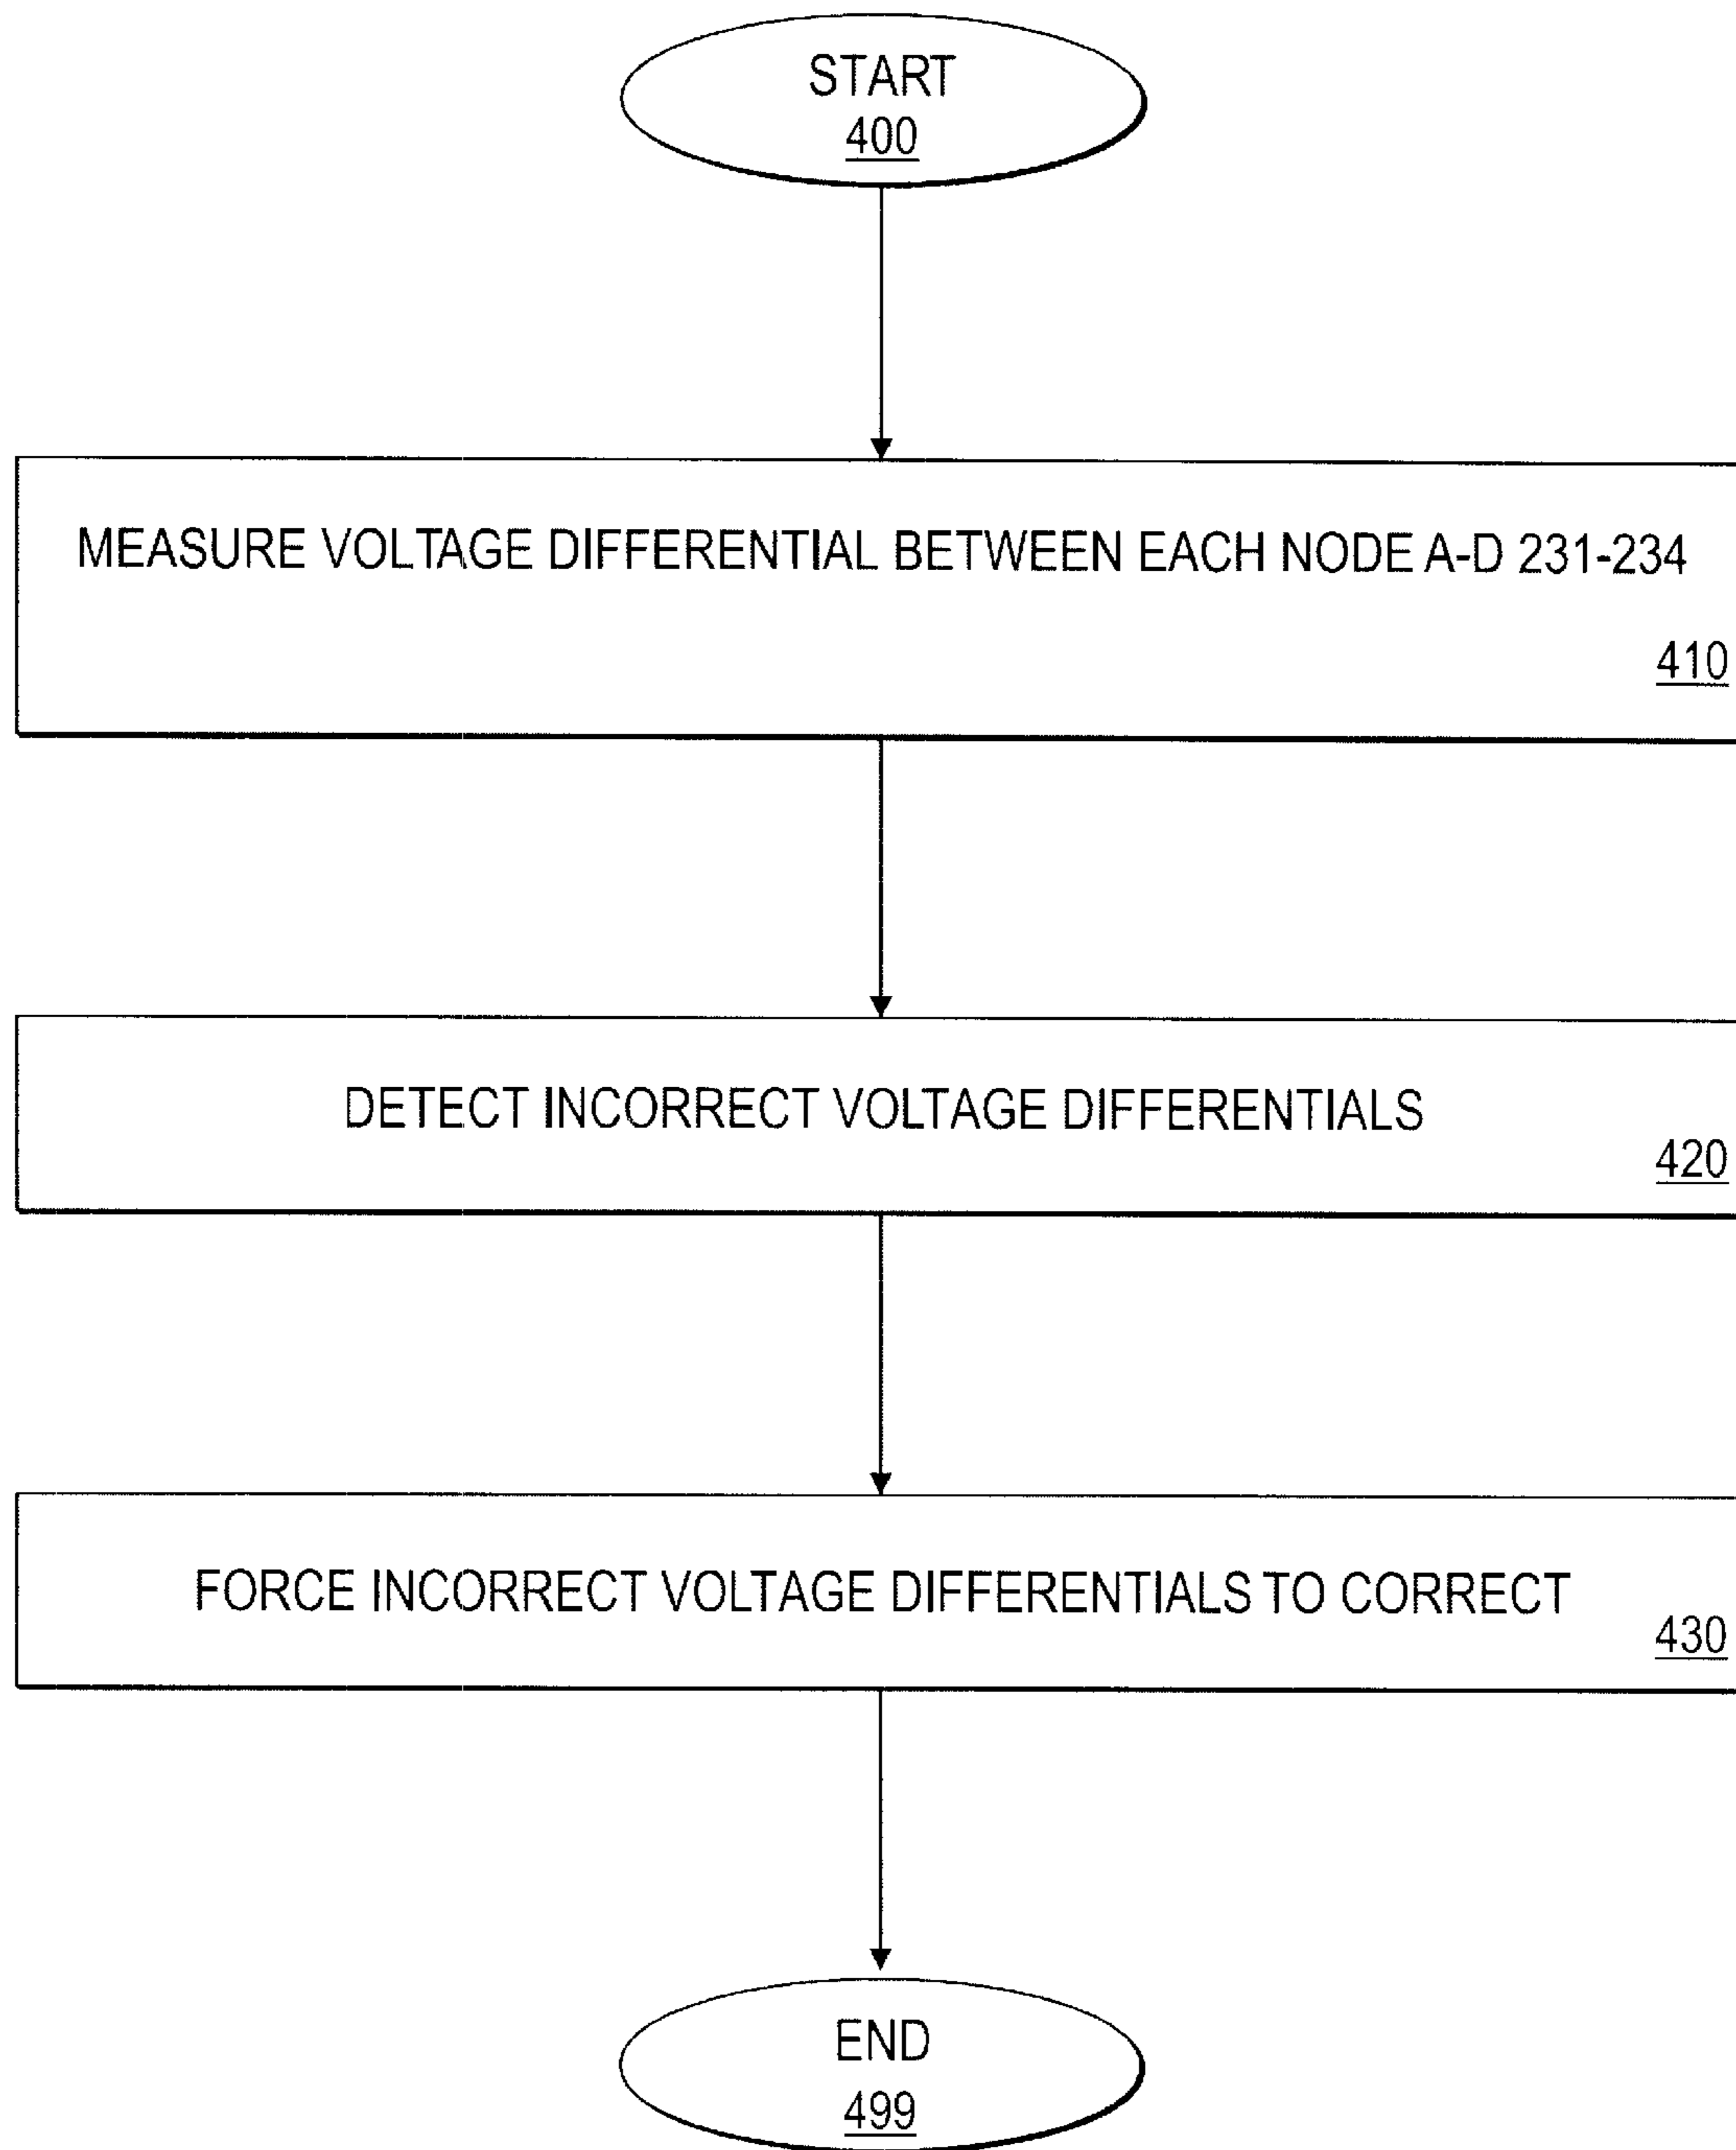 START
400
MEASURE VOLTAGE DIFFERENTIAL BETWEEN EACH NODE A-D 231-234
410
DETECT INCORRECT VOLTAGE DIFFERENTIALS
420
FORCE INCORRECT VOLTAGE DIFFERENTIALS TO CORRECT
430
END
499